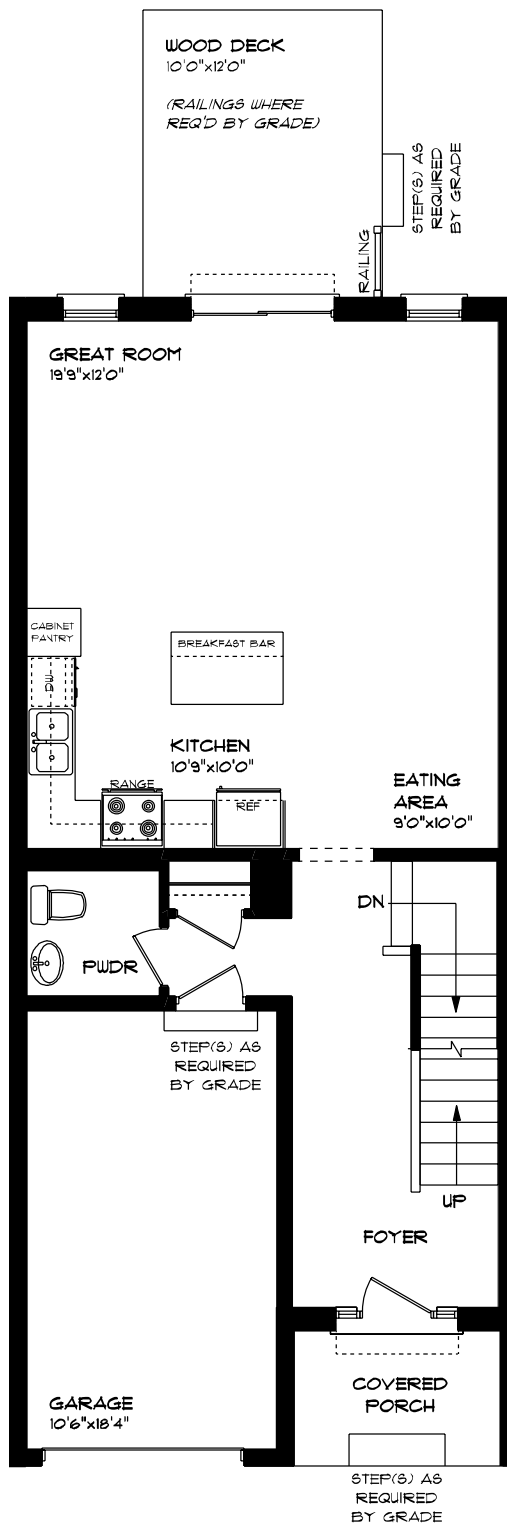 WOOD DECK
10'0"x12'0"
(RAILINGS WHERE
REQ'D BY GRADE)
STEP(S) AS
REQUIRED
BY GRADE
RAILING
GREAT ROOM
19'9"x12'0"
CABINET
PANTRY
DW
BREAKFAST BAR
KITCHEN
10'9"x10'0"
RANGE
REF
EATING
AREA
9'0"x10'0"
DN
PWDR
STEP(S) AS
REQUIRED
BY GRADE
UP
FOYER
GARAGE
10'6"x18'4"
COVERED
PORCH
STEP(S) AS
REQUIRED
BY GRADE